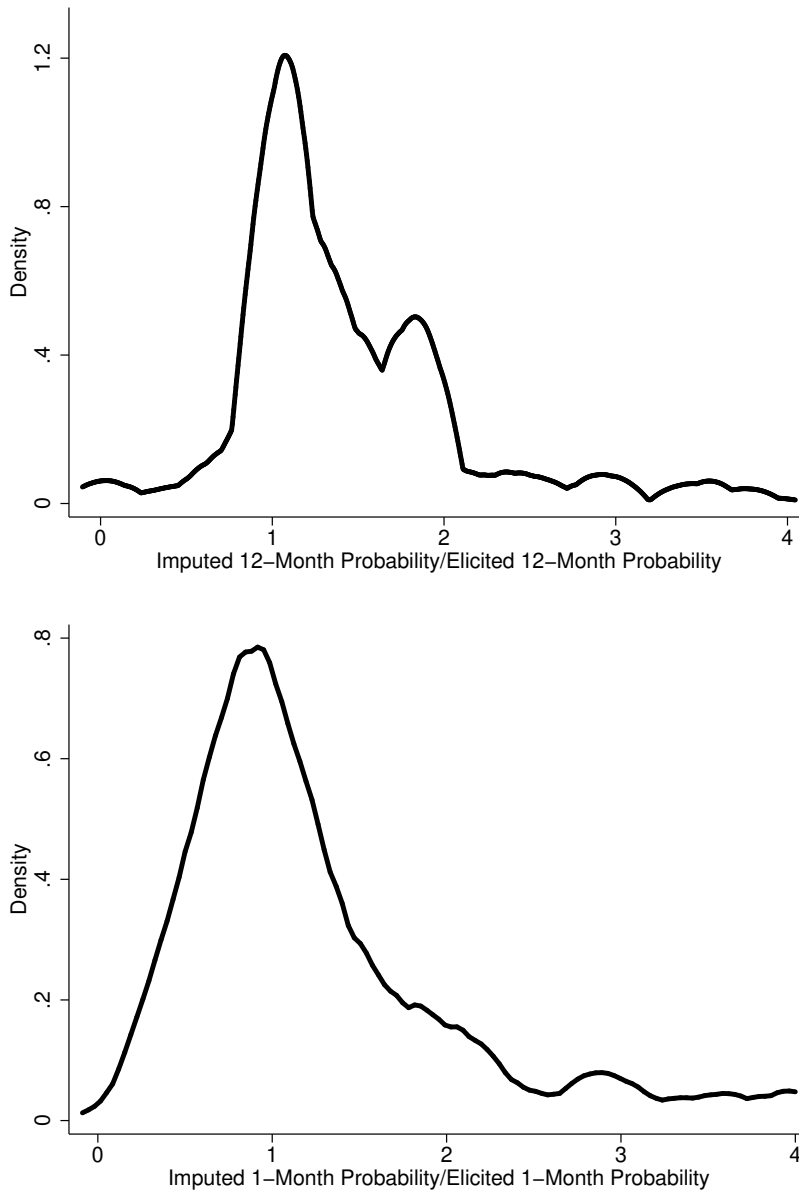 1.2
.8
.4
0
Density
0 1 2 3 4
Imputed 12−Month Probability/Elicited 12−Month Probability
.8
.6
.4
.2
0
Density
0 1 2 3 4
Imputed 1−Month Probability/Elicited 1−Month Probability